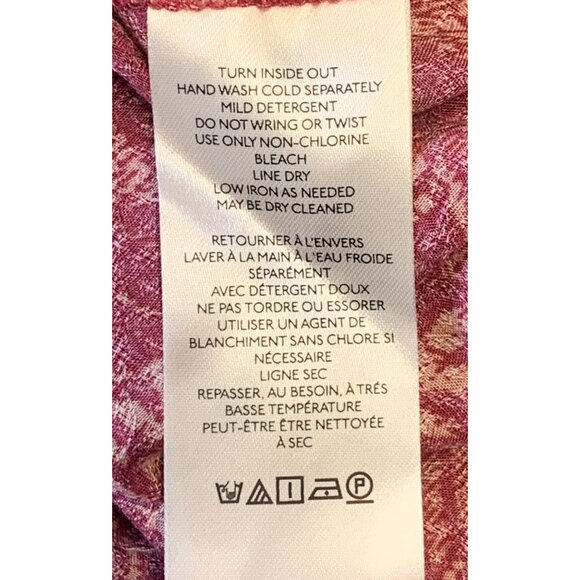 TURN INSIDE OUT
HAND WASH COLD SEPARATELY
MILD DETERGENT
DO NOT WRING OR TWIST
USE ONLY NON-CHLORINE
BLEACH
LINE DRY
LOW IRON AS NEEDED
MAY BE DRY CLEANED
RETOURNER À L'ENVERS
LAVER À LA MAIN À L'EAU FROIDE
SÉPARÉMENT
AVEC DÉTERGENT DOUX
NE PAS TORDRE OU ESSORER
UTILISER UN AGENT DE
BLANCHIMENT SANS CHLORE SI
NÉCESSAIRE
LIGNE SEC
REPASSER, AU BESOIN, À TRÉS
BASSE TEMPÉRATURE
PEUT-ÊTRE ÊTRE NETTOYÉE
À SEC
P